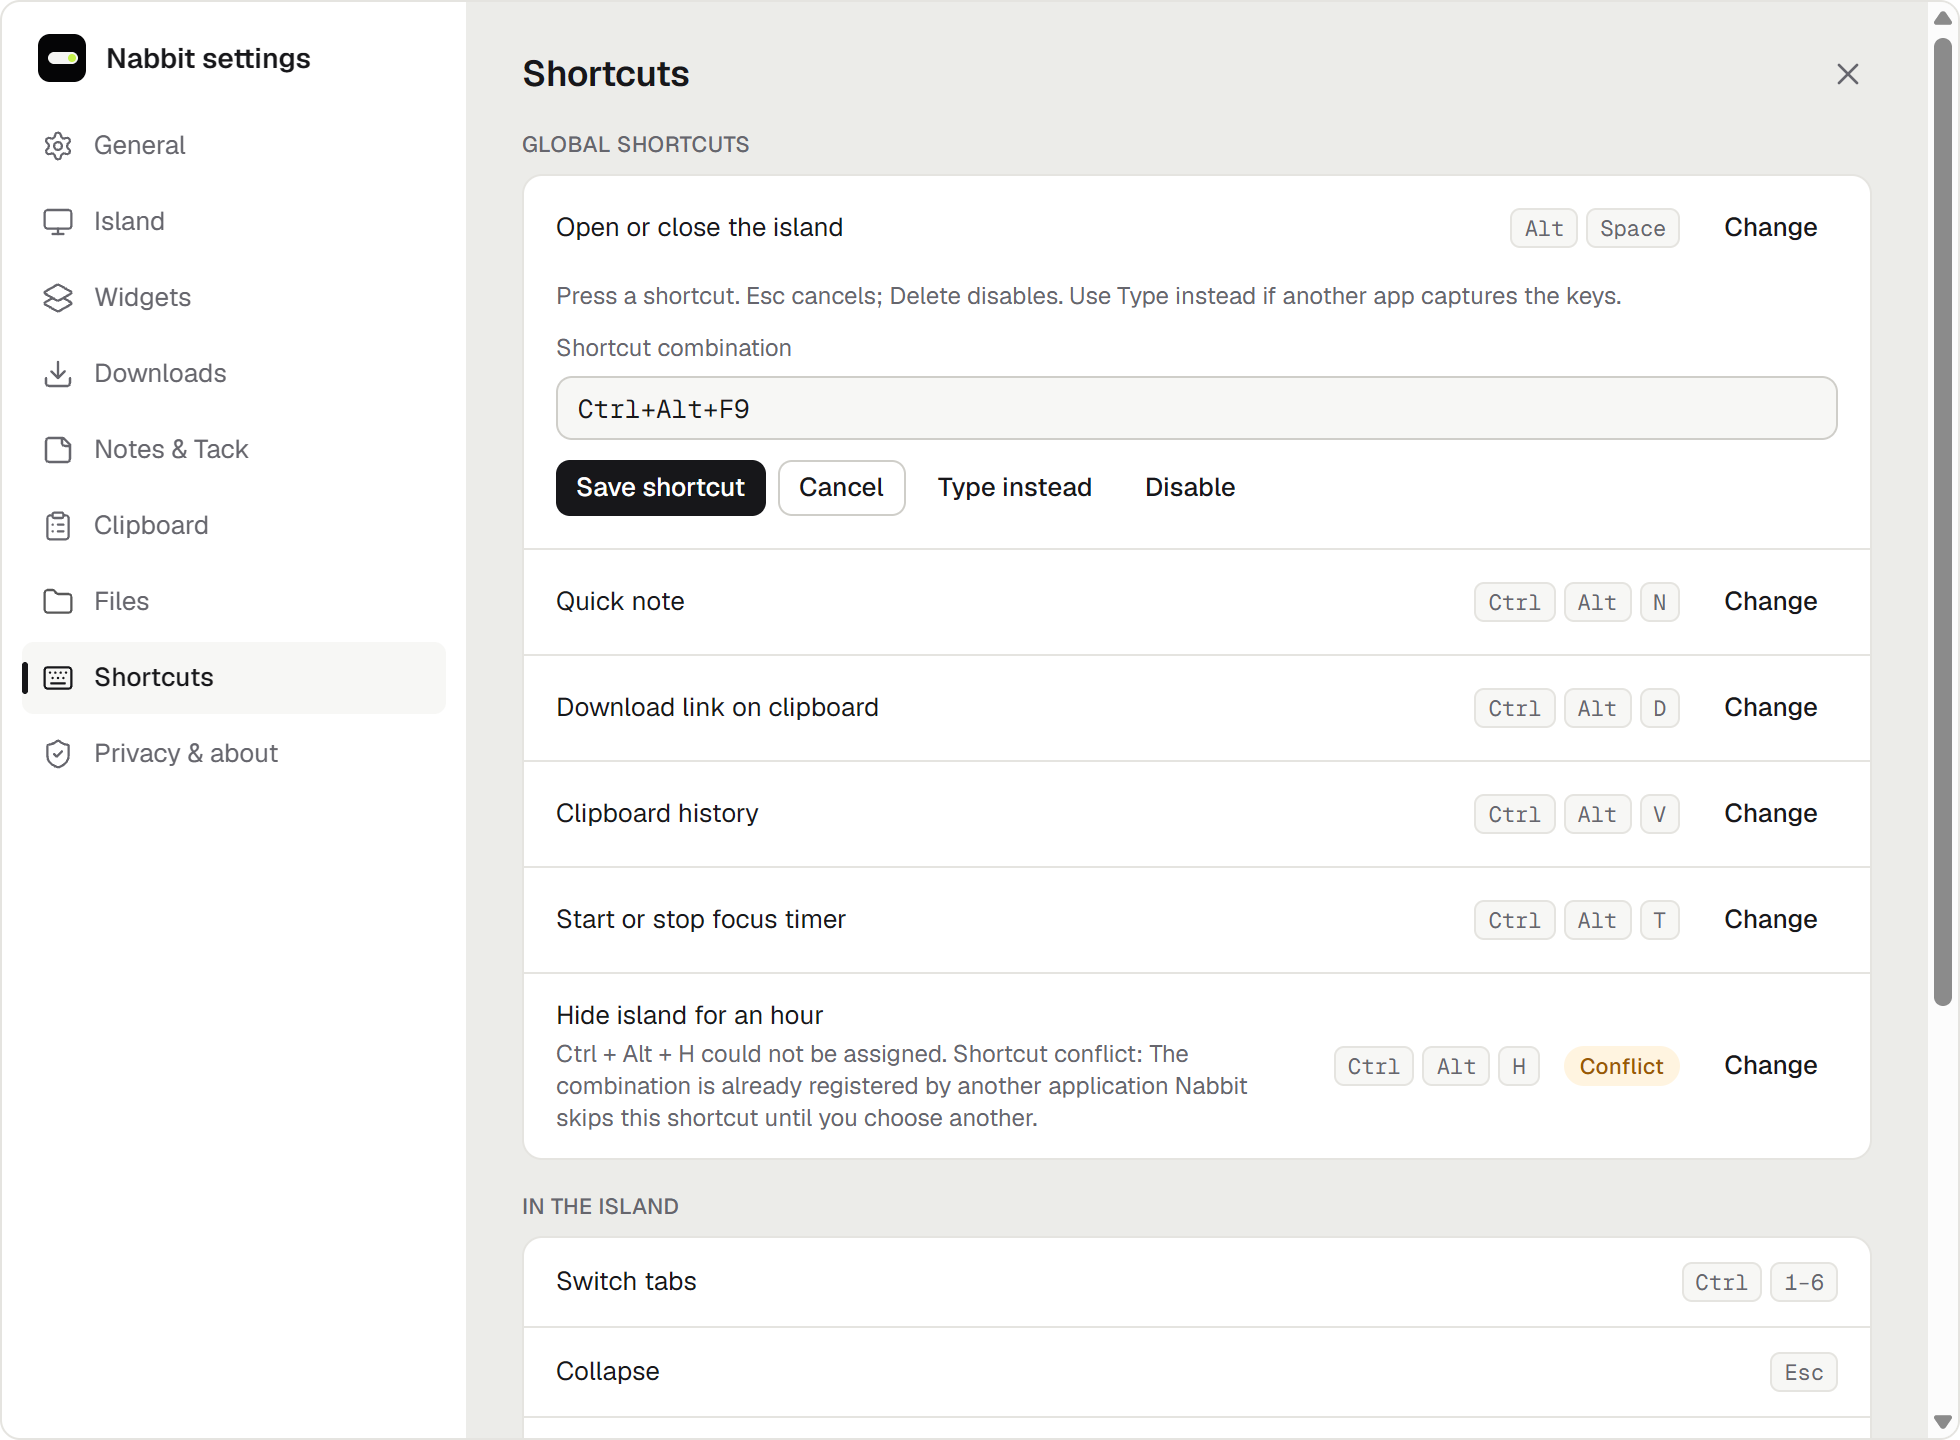 Nabbit settings
General
Island
Widgets
Downloads
Notes & Tack
Clipboard
Files
Shortcuts
Privacy & about
Shortcuts
GLOBAL SHORTCUTS
Open or close the island Alt Space Change
Press a shortcut. Esc cancels; Delete disables. Use Type instead if another app captures the keys.
Shortcut combination
Ctrl+Alt+F9
Save shortcut Cancel Type instead Disable
Quick note Ctrl Alt N Change
Download link on clipboard Ctrl Alt D Change
Clipboard history Ctrl Alt V Change
Start or stop focus timer Ctrl Alt T Change
Hide island for an hour
Ctrl + Alt + H could not be assigned. Shortcut conflict: The
combination is already registered by another application Nabbit
skips this shortcut until you choose another.
Ctrl Alt H Conflict Change
IN THE ISLAND
Switch tabs Ctrl 1–6
Collapse Esc